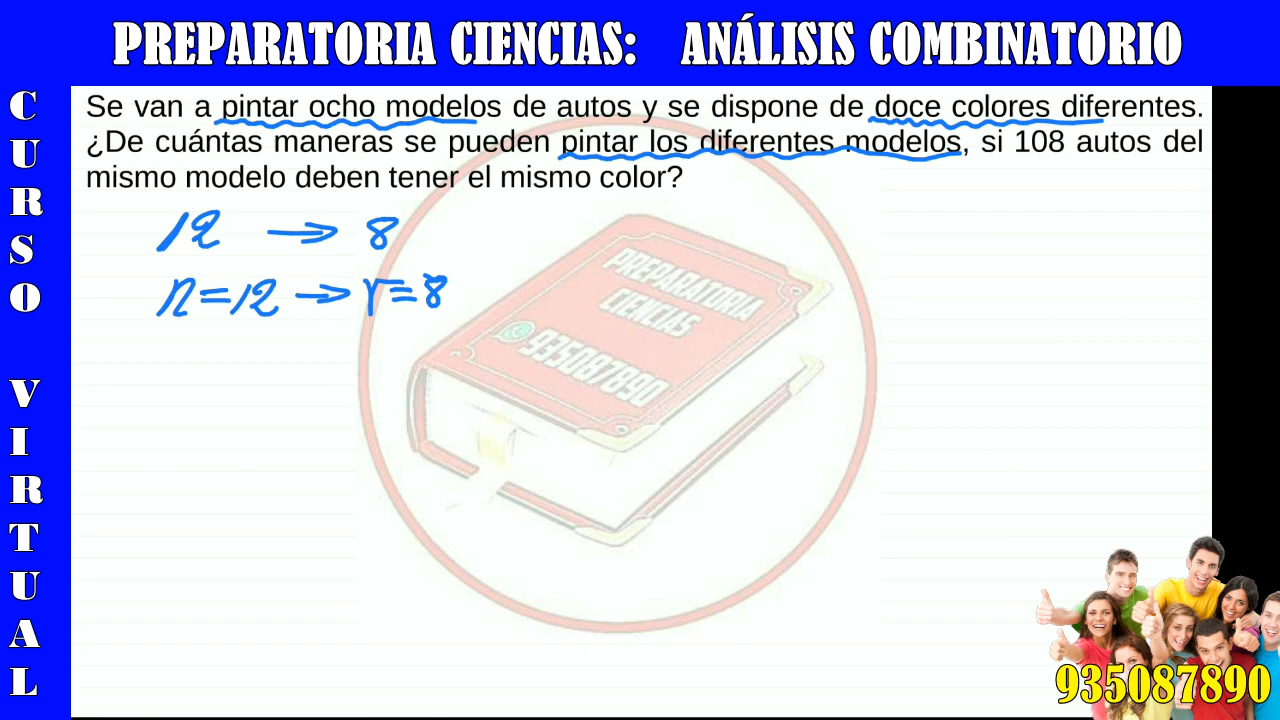 PREPARATORIA CIENCIAS: ANÁLISIS COMBINATORIO
CURSO VIRTUAL
Se van a pintar ocho modelos de autos y se dispone de doce colores diferentes.
¿De cuántas maneras se pueden pintar los diferentes modelos, si 108 autos del
mismo modelo deben tener el mismo color?
12 → 8
n=12 → r=8
PREPARATORIA
CIENCIAS
935087890
935087890